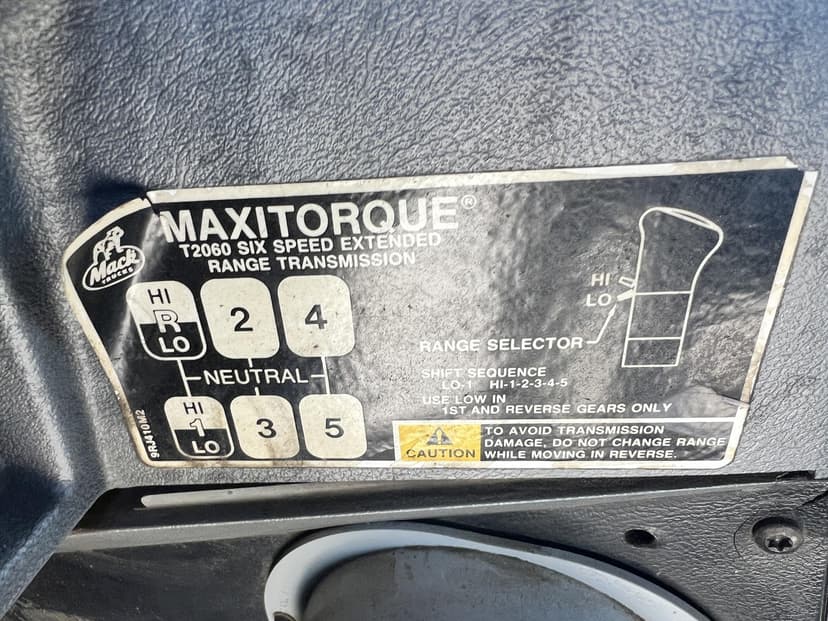 MAXITORQUE®
T2060 SIX SPEED EXTENDED
RANGE TRANSMISSION
Mack
TRUCKS
HI
R
LO
2
4
NEUTRAL
HI
1
LO
3
5
9RJ410M2
HI
LO
RANGE SELECTOR
SHIFT SEQUENCE
LO-1 HI-1-2-3-4-5
USE LOW IN
1ST AND REVERSE GEARS ONLY
CAUTION
TO AVOID TRANSMISSION
DAMAGE, DO NOT CHANGE RANGE
WHILE MOVING IN REVERSE.